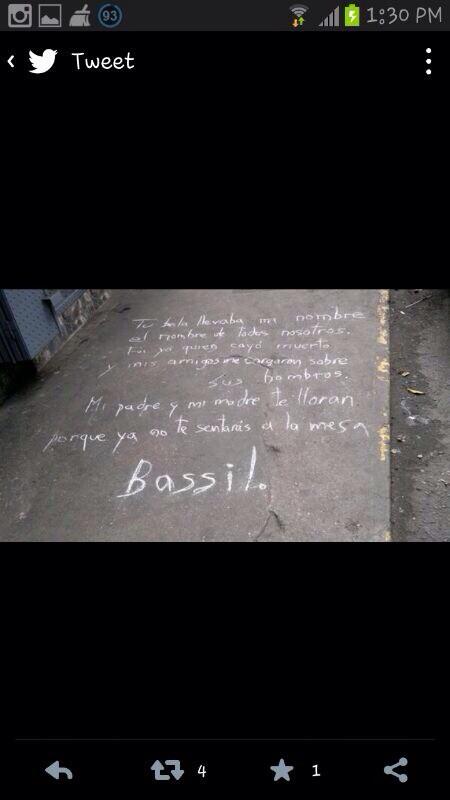 93
1:30 PM
Tweet
Tu bala llevaba mi nombre
el nombre de todos nosotros.
Fui yo quien cayó muerto
y mis amigos me cargaron sobre
sus hombros.
Mi padre y mi madre te lloran
porque ya no te sentarás a la mesa
Bassil.
4
1